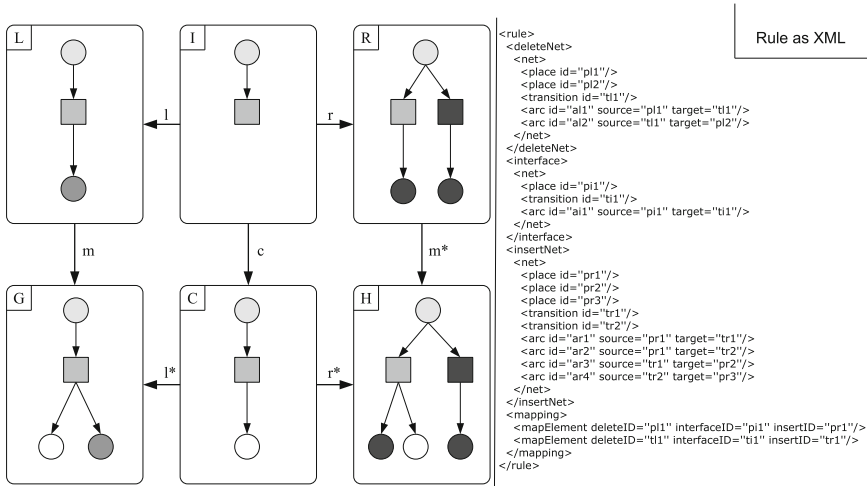 L
I
R
l
r
m
c
m*
G
C
H
l*
r*
Rule as XML
<rule>
<deleteNet>
<net>
<place id="pl1"/>
<place id="pl2"/>
<transition id="tl1"/>
<arc id="al1" source="pl1" target="tl1"/>
<arc id="al2" source="tl1" target="pl2"/>
</net>
</deleteNet>
<interface>
<net>
<place id="pi1"/>
<transition id="ti1"/>
<arc id="ai1" source="pi1" target="ti1"/>
</net>
</interface>
<insertNet>
<net>
<place id="pr1"/>
<place id="pr2"/>
<place id="pr3"/>
<transition id="tr1"/>
<transition id="tr2"/>
<arc id="ar1" source="pr1" target="tr1"/>
<arc id="ar2" source="pr1" target="tr2"/>
<arc id="ar3" source="tr1" target="pr2"/>
<arc id="ar4" source="tr2" target="pr3"/>
</net>
</insertNet>
<mapping>
<mapElement deleteID="pl1" interfaceID="pi1" insertID="pr1"/>
<mapElement deleteID="tl1" interfaceID="ti1" insertID="tr1"/>
</mapping>
</rule>